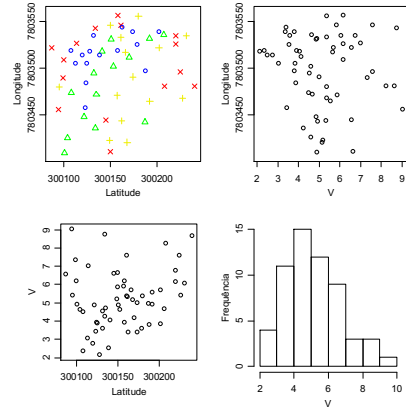 Longitude
7803450 7803500 7803550
300100 300150 300200
Latitude
Longitude
7803450 7803500 7803550
2 3 4 5 6 7 8 9
V
V
2 3 4 5 6 7 8 9
300100 300150 300200
Latitude
Frequência
0 5 10 15
2 4 6 8 10
V